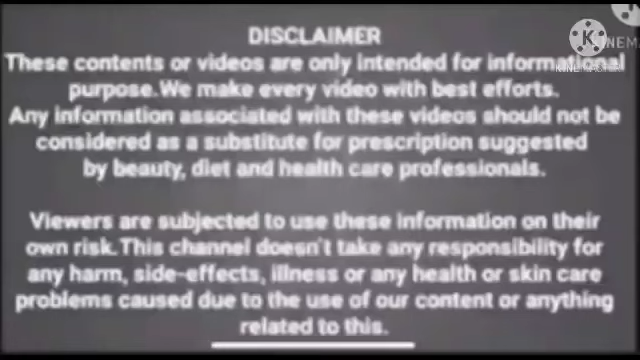 DISCLAIMER
These contents or videos are only intended for informational
purpose.We make every video with best efforts.
Any information associated with these videos should not be
considered as a substitute for prescription suggested
by beauty, diet and health care professionals.
Viewers are subjected to use these information on their
own risk.This channel doesn't take any responsibility for
any harm, side-effects, illness or any health or skin care
problems caused due to the use of our content or anything
related to this.
K
KINEMASTER
INEMA